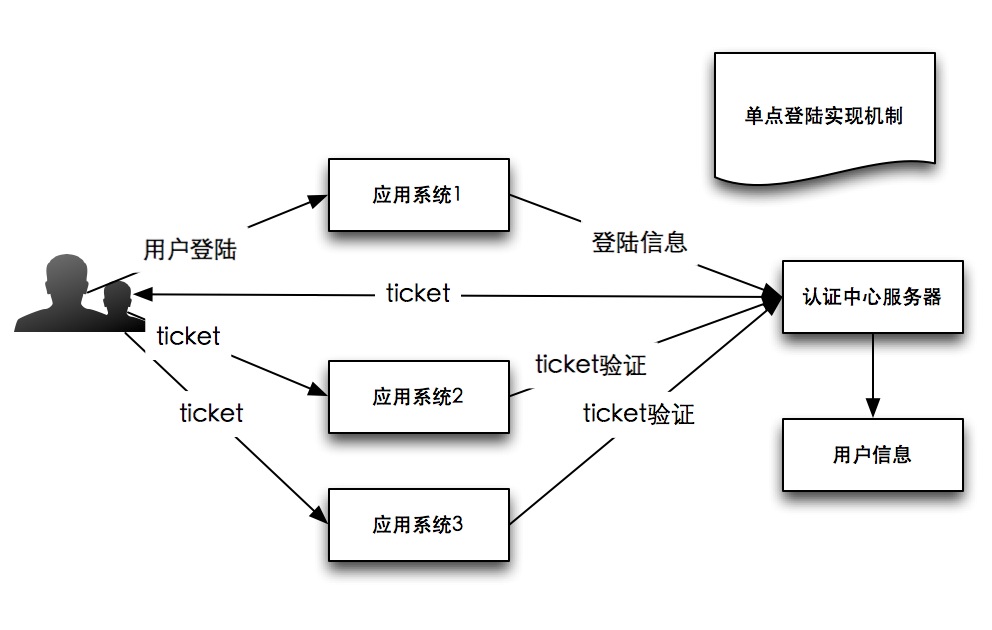 单点登陆实现机制
应用系统1
用户登陆
登陆信息
ticket
认证中心服务器
ticket
ticket验证
应用系统2
ticket
ticket验证
用户信息
应用系统3